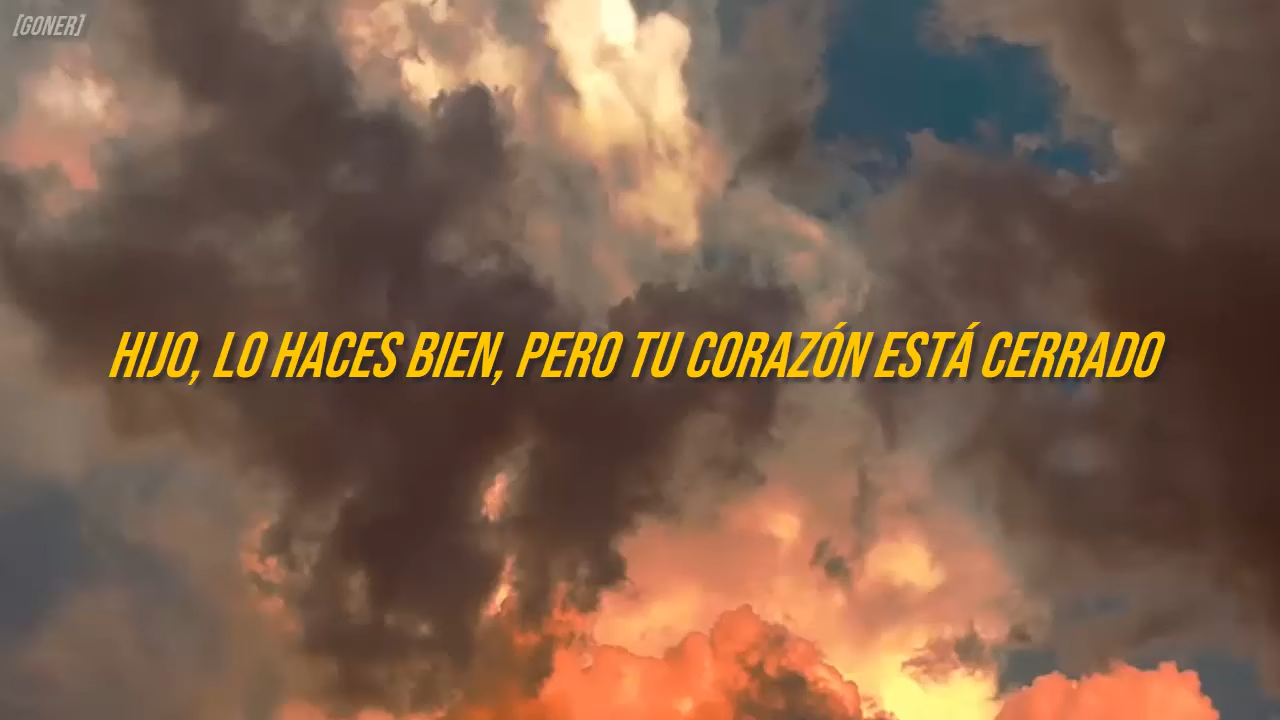 [GONER]
HIJO, LO HACES BIEN, PERO TU CORAZÓN ESTÁ CERRADO